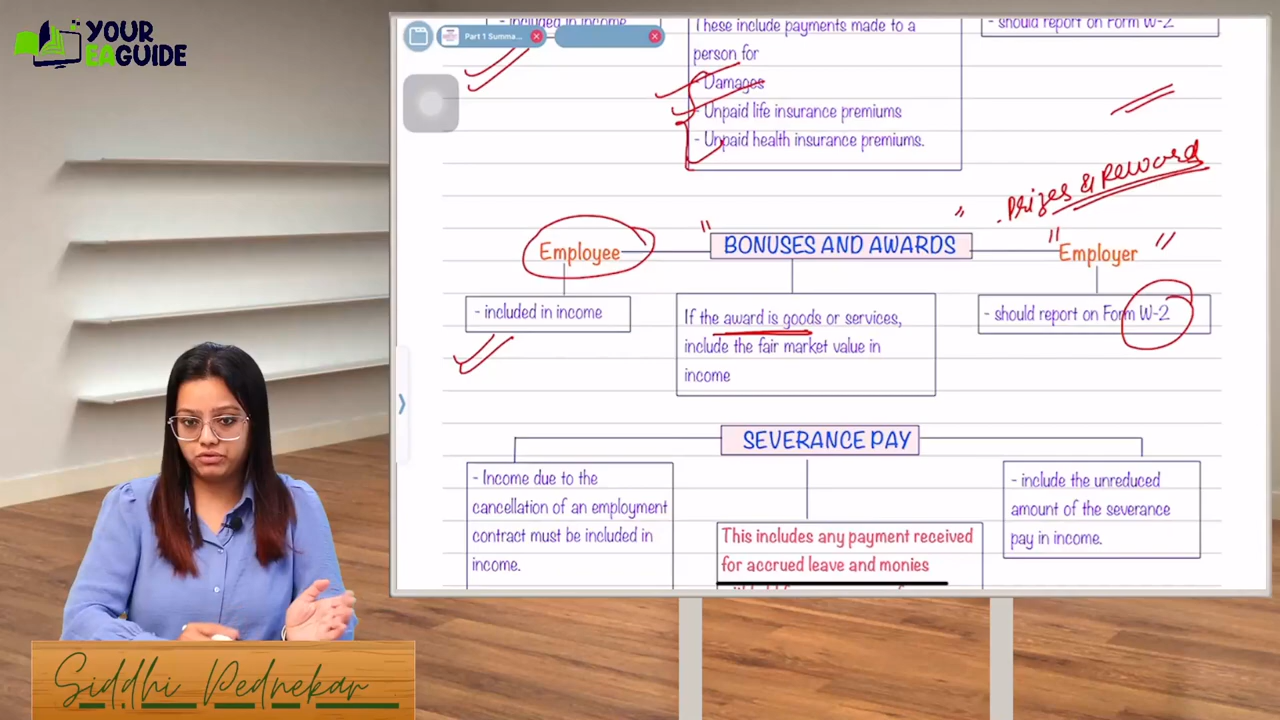 YOUR
EAGUIDE
- included in income
Part 1 Summa...
These include payments made to a
person for
- Damages
- Unpaid life insurance premiums
- Unpaid health insurance premiums.
- should report on Form W-2
- Prizes & Reward
Employee
" BONUSES AND AWARDS "
" Employer "
- included in income
If the award is goods or services,
include the fair market value in
income
- should report on Form W-2
SEVERANCE PAY
- Income due to the
cancellation of an employment
contract must be included in
income.
This includes any payment received
for accrued leave and monies
- include the unreduced
amount of the severance
pay in income.
Siddhi Pednekar